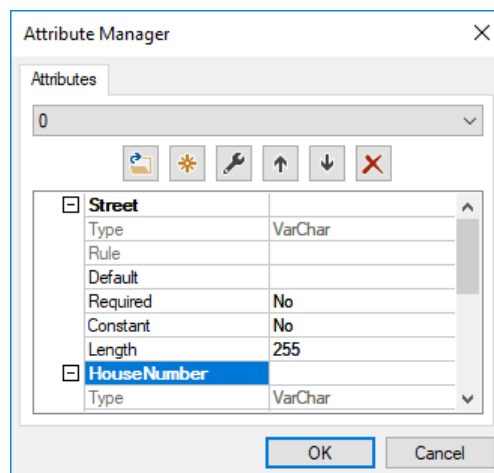 Attribute Manager
Attributes
0
Street
Type VarChar
Rule
Default
Required No
Constant No
Length 255
HouseNumber
Type VarChar
OK Cancel